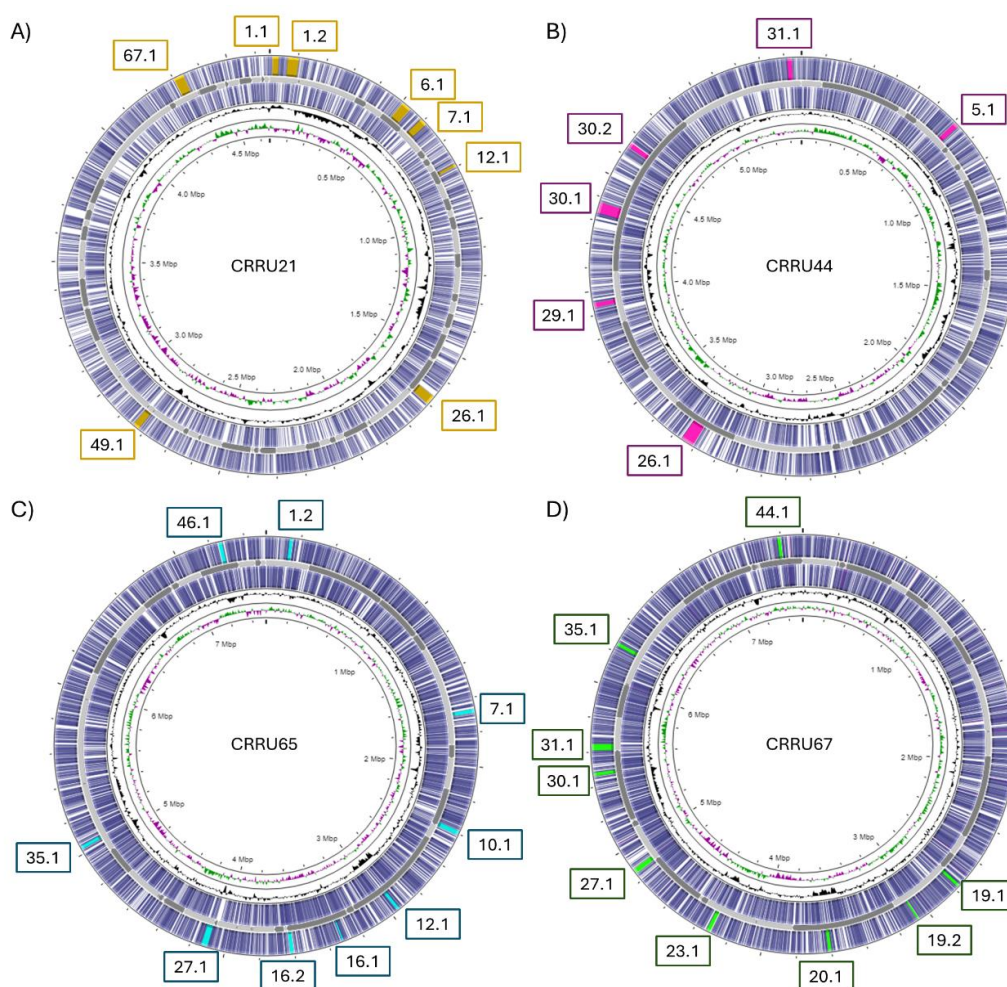 A)
1.1
1.2
67.1
6.1
7.1
12.1
26.1
49.1
4.5 Mbp
0.5 Mbp
4.0 Mbp
1.0 Mbp
3.5 Mbp
CRRU21
1.5 Mbp
3.0 Mbp
2.5 Mbp
2.0 Mbp
B)
31.1
5.1
30.2
30.1
29.1
26.1
5.0 Mbp
0.5 Mbp
4.5 Mbp
1.0 Mbp
CRRU44
4.0 Mbp
1.5 Mbp
3.5 Mbp
2.0 Mbp
3.0 Mbp
2.5 Mbp
C)
46.1
1.2
7.1
10.1
12.1
16.1
16.2
27.1
35.1
7 Mbp
1 Mbp
6 Mbp
CRRU65
2 Mbp
5 Mbp
3 Mbp
4 Mbp
D)
44.1
35.1
31.1
30.1
27.1
23.1
20.1
19.2
19.1
7 Mbp
1 Mbp
6 Mbp
CRRU67
2 Mbp
5 Mbp
3 Mbp
4 Mbp